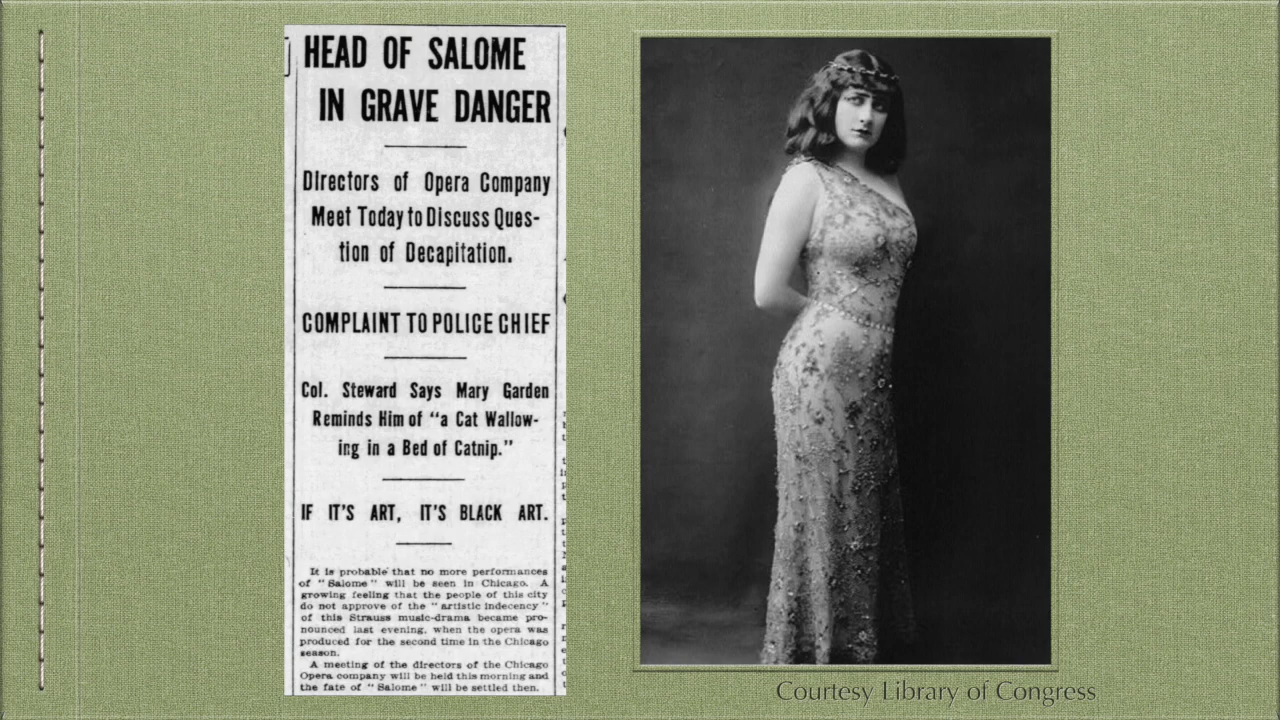 HEAD OF SALOME
IN GRAVE DANGER
Directors of Opera Company
Meet Today to Discuss Ques-
tion of Decapitation.
COMPLAINT TO POLICE CHIEF
Col. Steward Says Mary Garden
Reminds Him of “a Cat Wallow-
ing in a Bed of Catnip.”
IF IT’S ART, IT’S BLACK ART.
It is probable that no more performances
of “Salome” will be seen in Chicago. A
growing feeling that the people of this city
do not approve of the “artistic indecency”
of this Strauss music-drama became pro-
nounced last evening, when the opera was
produced for the second time in the Chicago
season.
A meeting of the directors of the Chicago
Opera company will be held this morning and
the fate of “Salome” will be settled then.
Courtesy Library of Congress